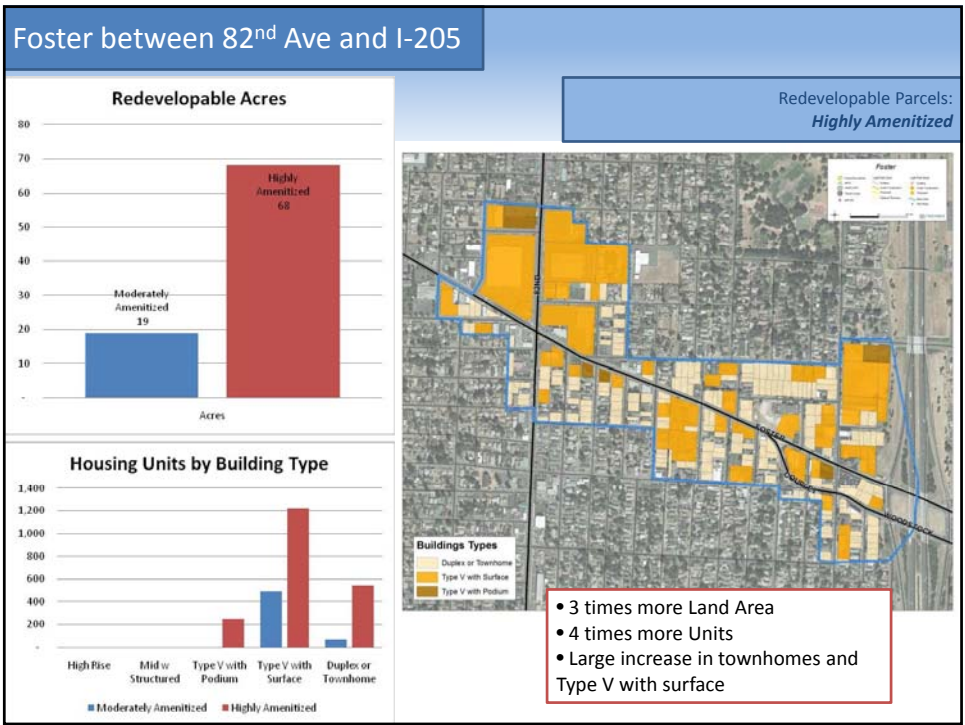 Foster between 82nd Ave and I-205
Redevelopable Parcels:
Highly Amenitized
Redevelopable Acres
80
70
60
50
40
30
20
10
-
Moderately
Amenitized
19
Highly
Amenitized
68
Acres
Housing Units by Building Type
1,400
1,200
1,000
800
600
400
200
-
High Rise
Mid w
Structured
Type V with
Podium
Type V with
Surface
Duplex or
Townhome
Moderately Amenitized
Highly Amenitized
Foster
82ND
FOSTER
WOODSTOCK
Buildings Types
Duplex or Townhome
Type V with Surface
Type V with Podium
• 3 times more Land Area
• 4 times more Units
• Large increase in townhomes and
Type V with surface